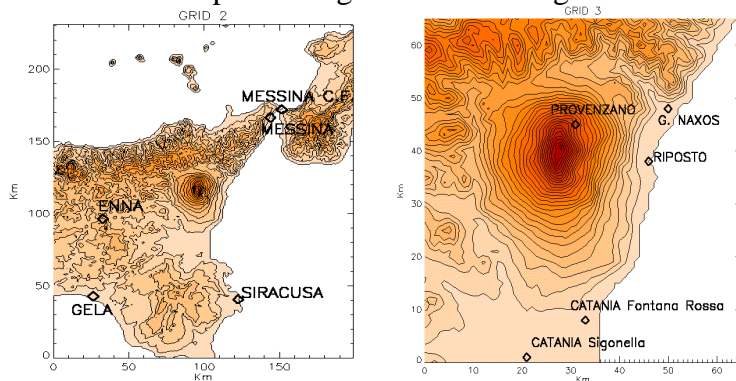 GRID 2
200
150
100
50
0
Km
MESSINA C.F.
MESSINA
ENNA
SIRACUSA
GELA
0 50 100 150
Km
GRID 3
60
50
40
30
20
10
0
Km
PROVENZANO
G. NAXOS
RIPOSTO
CATANIA Fontana Rossa
CATANIA Sigonella
0 10 20 30 40 50 60
Km